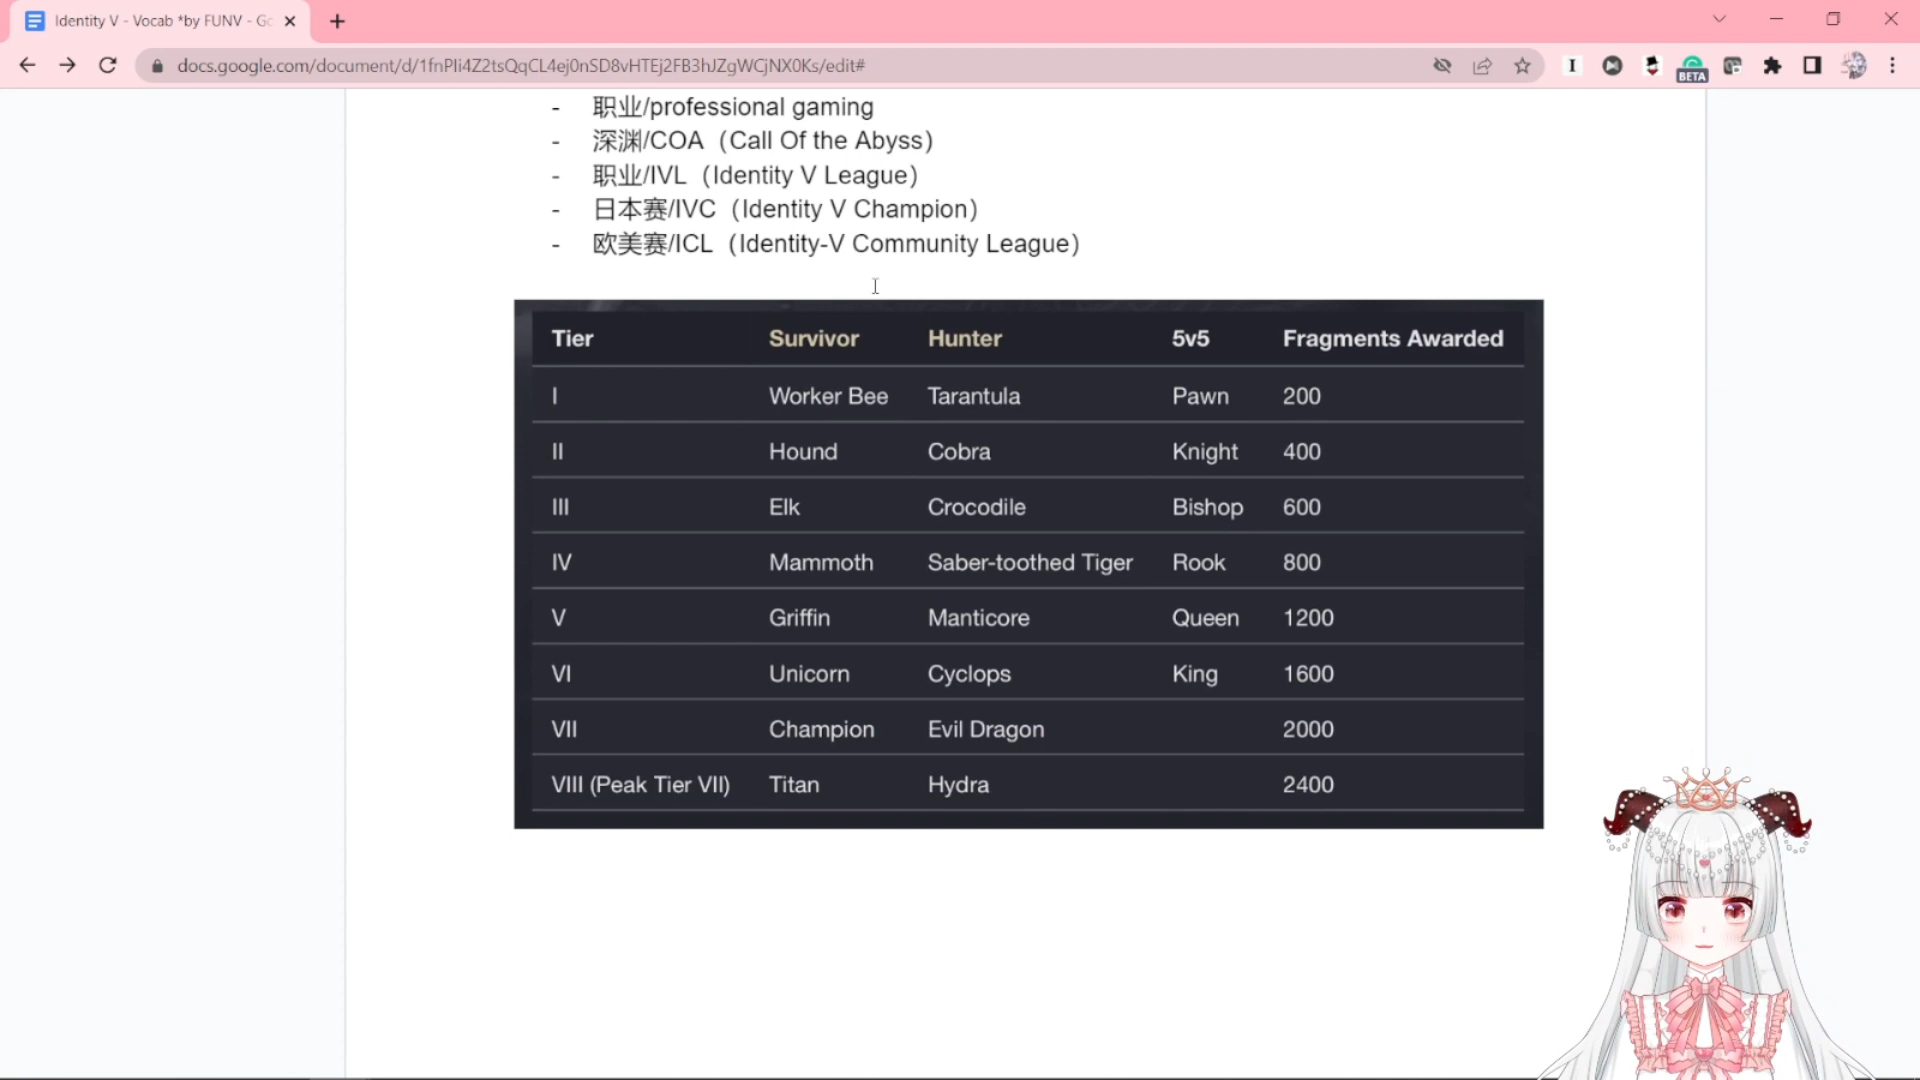 Identity V - Vocab *by FUNV - Go
docs.google.com/document/d/1fnPIi4Z2tsQqCL4ej0nSD8vHTEj2FB3hJZgWCjNX0Ks/edit#
BETA
- 职业/professional gaming
- 深渊/COA（Call Of the Abyss）
- 职业/IVL（Identity V League）
- 日本赛/IVC（Identity V Champion）
- 欧美赛/ICL（Identity-V Community League）
Tier Survivor Hunter 5v5 Fragments Awarded
I Worker Bee Tarantula Pawn 200
II Hound Cobra Knight 400
III Elk Crocodile Bishop 600
IV Mammoth Saber-toothed Tiger Rook 800
V Griffin Manticore Queen 1200
VI Unicorn Cyclops King 1600
VII Champion Evil Dragon 2000
VIII (Peak Tier VII) Titan Hydra 2400